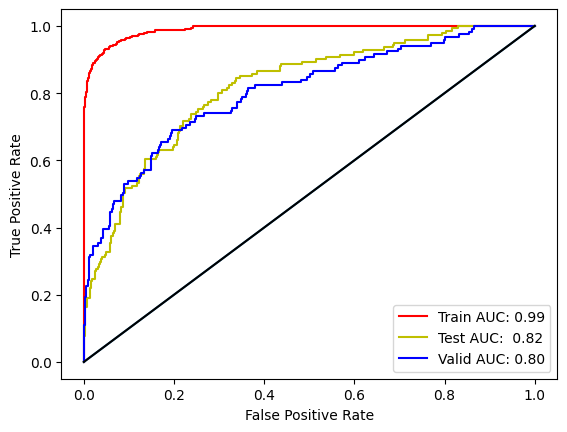 1.0
0.8
0.6
0.4
0.2
0.0
True Positive Rate
0.0 0.2 0.4 0.6 0.8 1.0
False Positive Rate
Train AUC: 0.99
Test AUC:  0.82
Valid AUC: 0.80